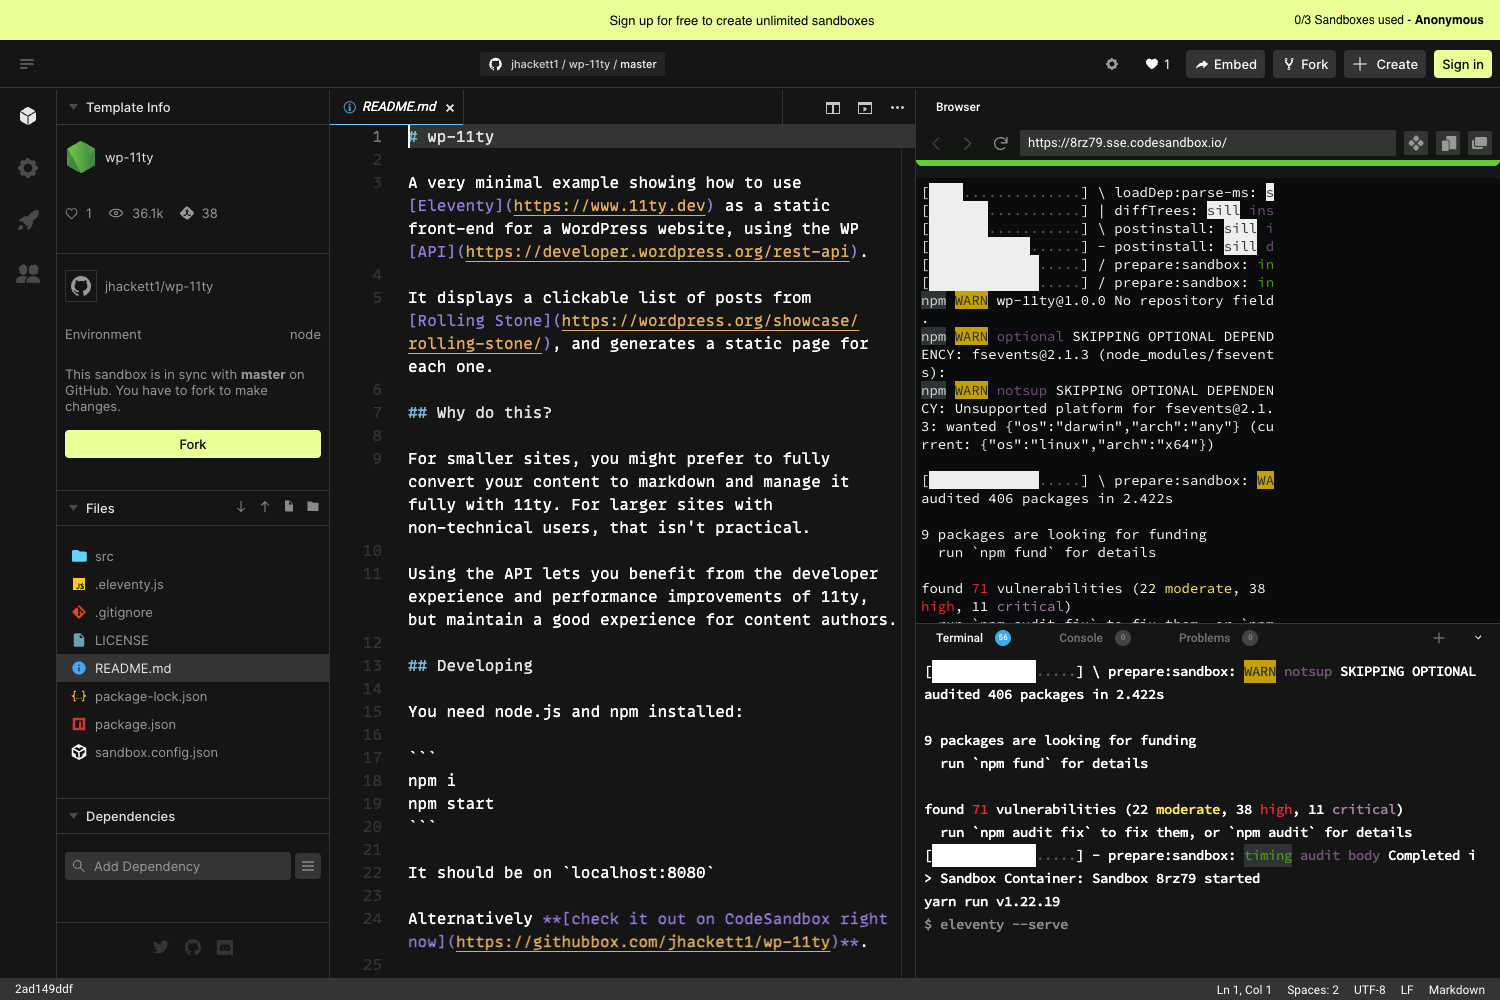 Sign up for free to create unlimited sandboxes
0/3 Sandboxes used - Anonymous
jhackett1 / wp-11ty / master
1
Embed
Fork
Create
Sign in
Template Info
wp-11ty
1
36.1k
38
jhackett1/wp-11ty
Environment
node
This sandbox is in sync with master on
GitHub. You have to fork to make
changes.
Fork
Files
src
.eleventy.js
.gitignore
LICENSE
README.md
package-lock.json
package.json
sandbox.config.json
Dependencies
Add Dependency
README.md
1 # wp-11ty
2
3 A very minimal example showing how to use
[Eleventy](https://www.11ty.dev) as a static
front-end for a WordPress website, using the WP
[API](https://developer.wordpress.org/rest-api).
4
5 It displays a clickable list of posts from
[Rolling Stone](https://wordpress.org/showcase/
rolling-stone/), and generates a static page for
each one.
6
7 ## Why do this?
8
9 For smaller sites, you might prefer to fully
convert your content to markdown and manage it
fully with 11ty. For larger sites with
non-technical users, that isn't practical.
10
11 Using the API lets you benefit from the developer
experience and performance improvements of 11ty,
but maintain a good experience for content authors.
12
13 ## Developing
14
15 You need node.js and npm installed:
16
17 ```
18 npm i
19 npm start
20 ```
21
22 It should be on `localhost:8080`
23
24 Alternatively **[check it out on CodeSandbox right
now](https://githubbox.com/jhackett1/wp-11ty)**.
25
Browser
https://8rz79.sse.codesandbox.io/
[ ..............] \ loadDep:parse-ms: s
[ ...........] | diffTrees: sill ins
[ ...........] \ postinstall: sill i
[ ......] - postinstall: sill d
[ .....] / prepare:sandbox: in
[ .....] / prepare:sandbox: in
npm WARN wp-11ty@1.0.0 No repository field
.
npm WARN optional SKIPPING OPTIONAL DEPEND
ENCY: fsevents@2.1.3 (node_modules/fsevent
s):
npm WARN notsup SKIPPING OPTIONAL DEPENDEN
CY: Unsupported platform for fsevents@2.1.
3: wanted {"os":"darwin","arch":"any"} (cu
rrent: {"os":"linux","arch":"x64"})
[ .....] \ prepare:sandbox: WA
audited 406 packages in 2.422s
9 packages are looking for funding
run `npm fund` for details
found 71 vulnerabilities (22 moderate, 38
high, 11 critical)
run `npm audit fix` to fix them, or `npm
Terminal 56
Console 0
Problems 0
[ .....] \ prepare:sandbox: WARN notsup SKIPPING OPTIONAL
audited 406 packages in 2.422s
9 packages are looking for funding
run `npm fund` for details
found 71 vulnerabilities (22 moderate, 38 high, 11 critical)
run `npm audit fix` to fix them, or `npm audit` for details
[ .....] - prepare:sandbox: timing audit body Completed i
> Sandbox Container: Sandbox 8rz79 started
yarn run v1.22.19
$ eleventy --serve
2ad149ddf
Ln 1, Col 1
Spaces: 2
UTF-8
LF
Markdown